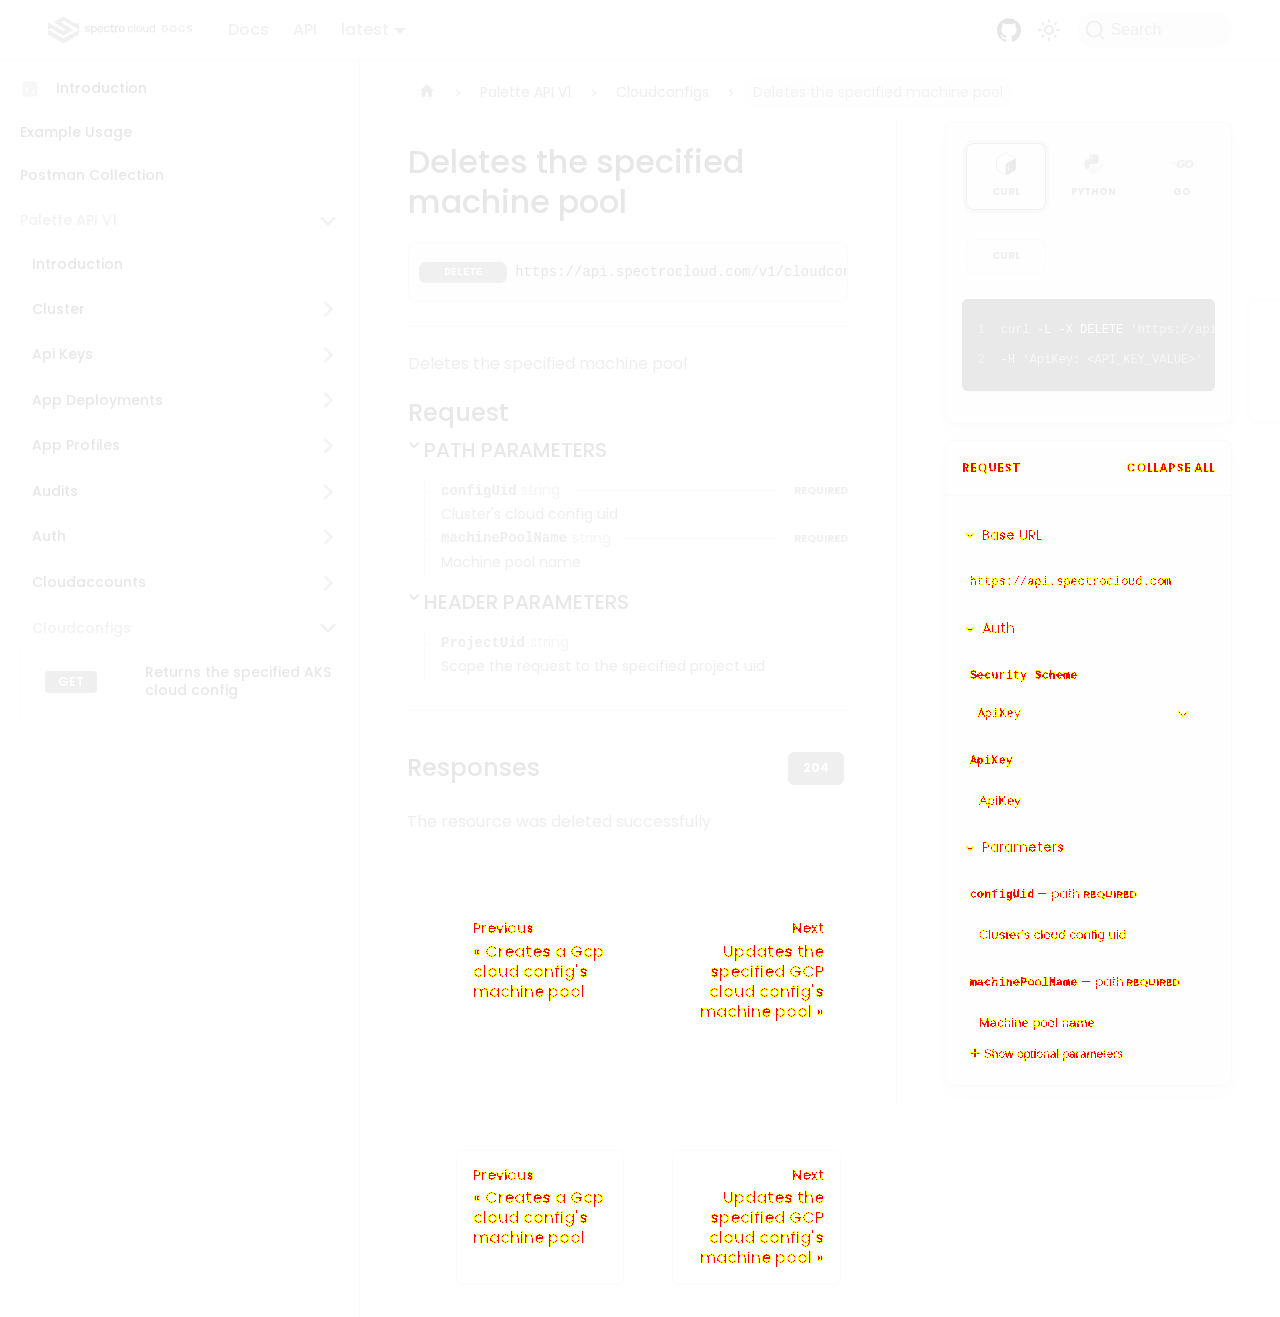 spectro cloud DOCS Docs API latest Search
Introduction
Example Usage
Postman Collection
Palette API V1
Introduction
Cluster
Api Keys
App Deployments
App Profiles
Audits
Auth
Cloudaccounts
Cloudconfigs
GET Returns the specified AKS
cloud config
Palette API V1 Cloudconfigs Deletes the specified machine pool
Deletes the specified
machine pool
DELETE https://api.spectrocloud.com/v1/cloudcon
Deletes the specified machine pool
Request
PATH PARAMETERS
configUid string REQUIRED
Cluster's cloud config uid
machinePoolName string REQUIRED
Machine pool name
HEADER PARAMETERS
ProjectUid string
Scope the request to the specified project uid
Responses 204
The resource was deleted successfully
Previous
« Creates a Gcp
cloud config's
machine pool
Next
Updates the
specified GCP
cloud config's
machine pool »
Previous
« Creates a Gcp
cloud config's
machine pool
Next
Updates the
specified GCP
cloud config's
machine pool »
CURL PYTHON GO
CURL
1 curl -L -X DELETE 'https://api
2 -H 'ApiKey: <API_KEY_VALUE>'
REQUEST COLLAPSE ALL
Base URL
https://api.spectrocloud.com
Auth
Security Scheme
ApiKey
ApiKey
ApiKey
Parameters
configUid — path REQUIRED
Cluster's cloud config uid
machinePoolName — path REQUIRED
Machine pool name
+ Show optional parameters